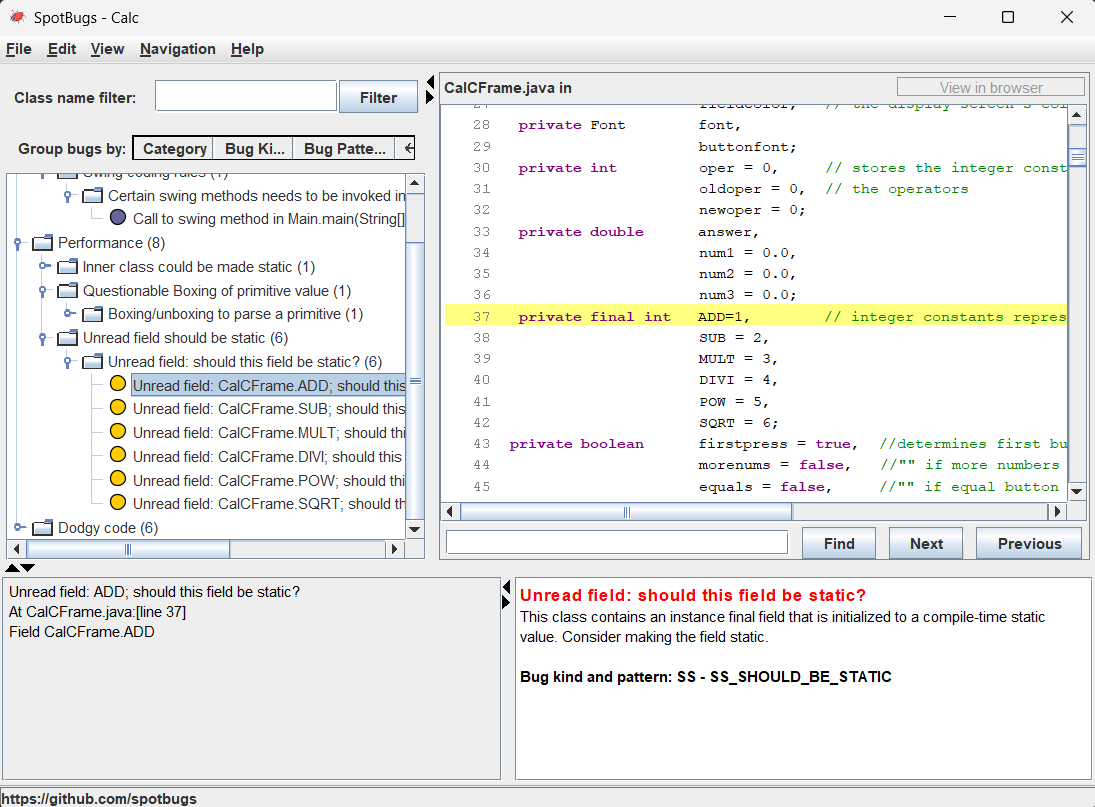 SpotBugs - Calc
File Edit View Navigation Help
Class name filter:
Filter
Group bugs by: Category Bug Ki... Bug Patte...
Swing coding rules (1)
Certain swing methods needs to be invoked in
Call to swing method in Main.main(String[]
Performance (8)
Inner class could be made static (1)
Questionable Boxing of primitive value (1)
Boxing/unboxing to parse a primitive (1)
Unread field should be static (6)
Unread field: should this field be static? (6)
Unread field: CalCFrame.ADD; should this
Unread field: CalCFrame.SUB; should this
Unread field: CalCFrame.MULT; should thi
Unread field: CalCFrame.DIVI; should this
Unread field: CalCFrame.POW; should thi
Unread field: CalCFrame.SQRT; should th
Dodgy code (6)
CalCFrame.java in
View in browser
27 fieldcolor, // the display screen's col
28 private Font font,
29 buttonfont;
30 private int oper = 0, // stores the integer const
31 oldoper = 0, // the operators
32 newoper = 0;
33 private double answer,
34 num1 = 0.0,
35 num2 = 0.0,
36 num3 = 0.0;
37 private final int ADD=1, // integer constants repres
38 SUB = 2,
39 MULT = 3,
40 DIVI = 4,
41 POW = 5,
42 SQRT = 6;
43 private boolean firstpress = true, //determines first bu
44 morenums = false, //"" if more numbers
45 equals = false, //"" if equal button
Find Next Previous
Unread field: ADD; should this field be static?
At CalCFrame.java:[line 37]
Field CalCFrame.ADD
Unread field: should this field be static?
This class contains an instance final field that is initialized to a compile-time static
value. Consider making the field static.
Bug kind and pattern: SS - SS_SHOULD_BE_STATIC
https://github.com/spotbugs